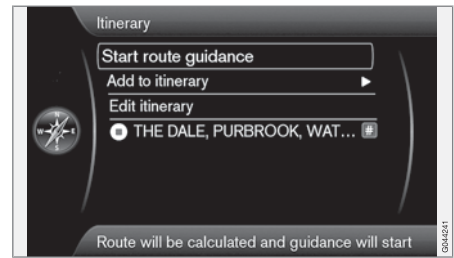 Itinerary
Start route guidance
Add to itinerary
Edit itinerary
THE DALE, PURBROOK, WAT... #
N
W E
S
Route will be calculated and guidance will start
G044241